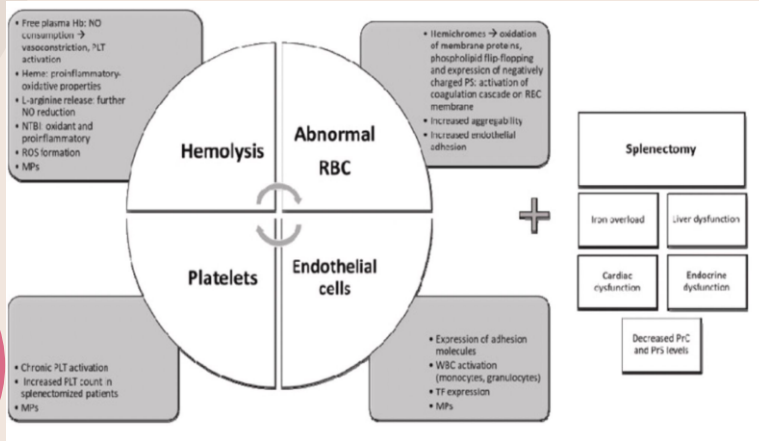 • Free plasma Hb: NO
consumption →
vasoconstriction, PLT
activation
• Heme: proinflammatory-
oxidative properties
• L-arginine release: further
NO reduction
• NTBI: oxidant and
proinflammatory
• ROS formation
• MPs
Hemolysis
Abnormal
RBC
• Hemichromes → oxidation
of membrane proteins,
phospholipid flip-flopping
and expression of negatively
charged PS: activation of
coagulation cascade on RBC
membrane
• Increased aggregability
• Increased endothelial
adhesion
Platelets
Endothelial
cells
• Chronic PLT activation
• Increased PLT count in
splenectomized patients
• MPs
• Expression of adhesion
molecules
• WBC activation
(monocytes, granulocytes)
• TF expression
• MPs
+
Splenectomy
Iron overload
Liver dysfunction
Cardiac
dysfunction
Endocrine
dysfunction
Decreased PrC
and PrS levels